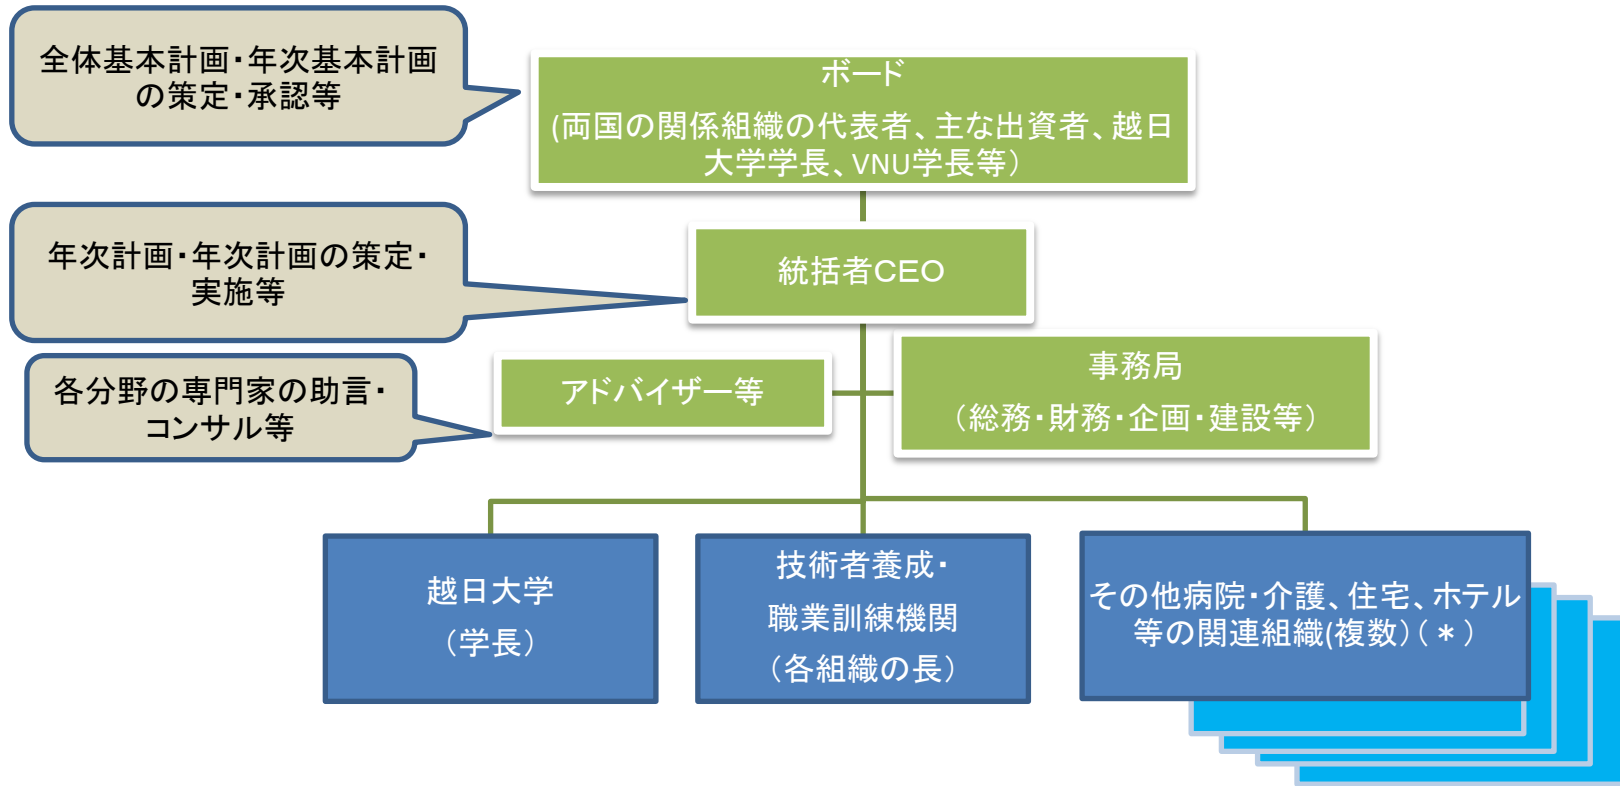 全体基本計画・年次基本計画
の策定・承認等
ボード
(両国の関係組織の代表者、主な出資者、越日
大学学長、VNU学長等）
年次計画・年次計画の策定・
実施等
統括者CEO
各分野の専門家の助言・
コンサル等
アドバイザー等
事務局
（総務・財務・企画・建設等）
越日大学
（学長）
技術者養成・
職業訓練機関
（各組織の長）
その他病院・介護、住宅、ホテル
等の関連組織(複数）（＊）